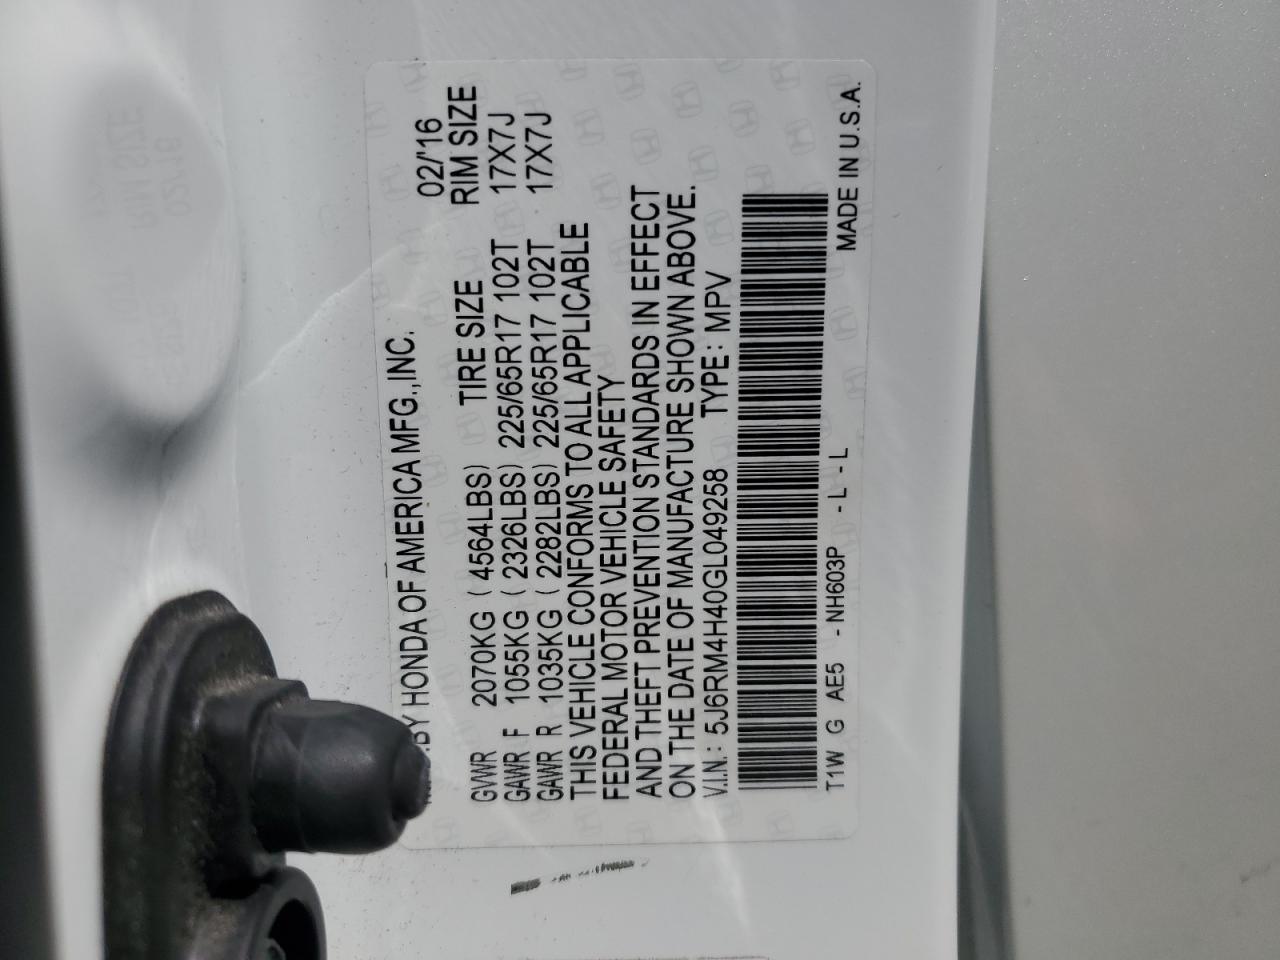 BY HONDA OF AMERICA MFG.,INC. 02/'16
TIRE SIZE RIM SIZE
GVWR 2070KG ( 4564LBS)
GAWR F 1055KG ( 2326LBS) 225/65R17 102T 17X7J
GAWR R 1035KG ( 2282LBS) 225/65R17 102T 17X7J
THIS VEHICLE CONFORMS TO ALL APPLICABLE
FEDERAL MOTOR VEHICLE SAFETY
AND THEFT PREVENTION STANDARDS IN EFFECT
ON THE DATE OF MANUFACTURE SHOWN ABOVE.
V.I.N.: 5J6RM4H40GL049258 TYPE: MPV
T1W G AE5 - NH603P - L - L
MADE IN U.S.A.